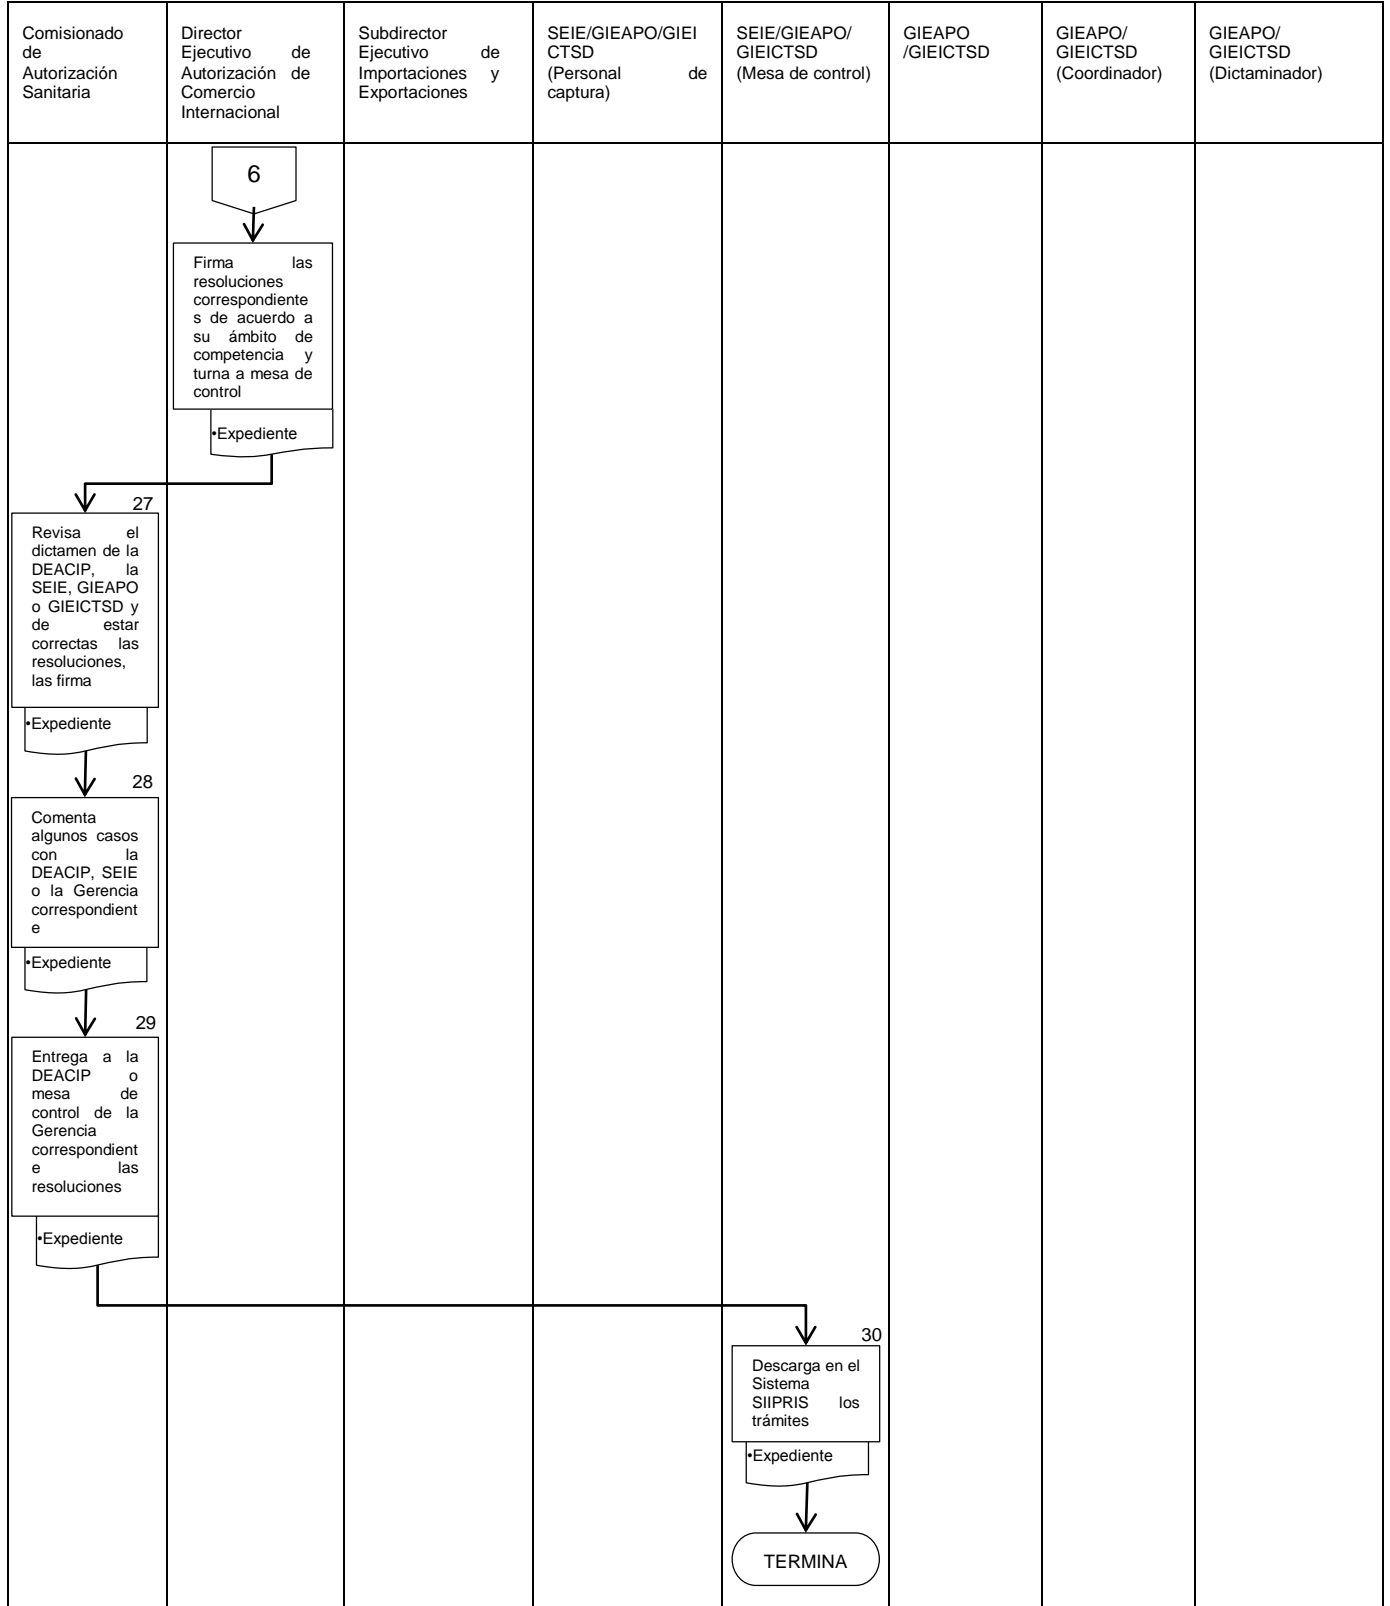 Comisionado
de
Autorización
Sanitaria
Director
Ejecutivo de
Autorización de
Comercio
Internacional
Subdirector
Ejecutivo de
Importaciones y
Exportaciones
SEIE/GIEAPO/GIEI
CTSD
(Personal de
captura)
SEIE/GIEAPO/
GIEICTSD
(Mesa de control)
GIEAPO
/GIEICTSD
GIEAPO/
GIEICTSD
(Coordinador)
GIEAPO/
GIEICTSD
(Dictaminador)
6
Firma las
resoluciones
correspondiente
s de acuerdo a
su ámbito de
competencia y
turna a mesa de
control
•Expediente
27
Revisa el
dictamen de la
DEACIP, la
SEIE, GIEAPO
o GIEICTSD y
de estar
correctas las
resoluciones,
las firma
•Expediente
28
Comenta
algunos casos
con la
DEACIP, SEIE
o la Gerencia
correspondient
e
•Expediente
29
Entrega a la
DEACIP o
mesa de
control de la
Gerencia
correspondient
e las
resoluciones
•Expediente
30
Descarga en el
Sistema
SIIPRIS los
trámites
•Expediente
TERMINA